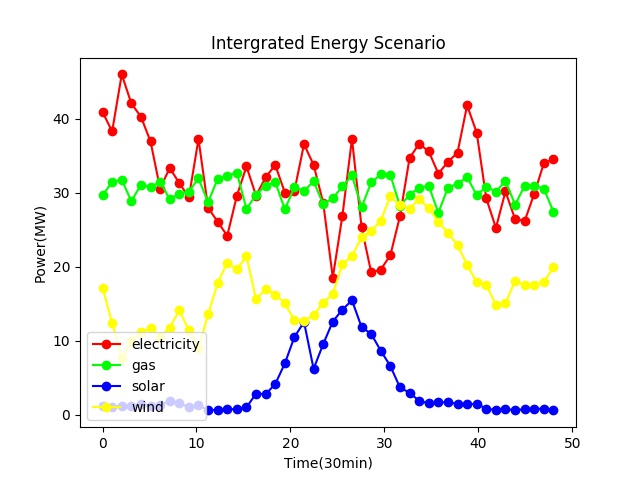 Intergrated Energy Scenario
Power(MW)
40
30
20
10
0
electricity
gas
solar
wind
0 10 20 30 40 50
Time(30min)